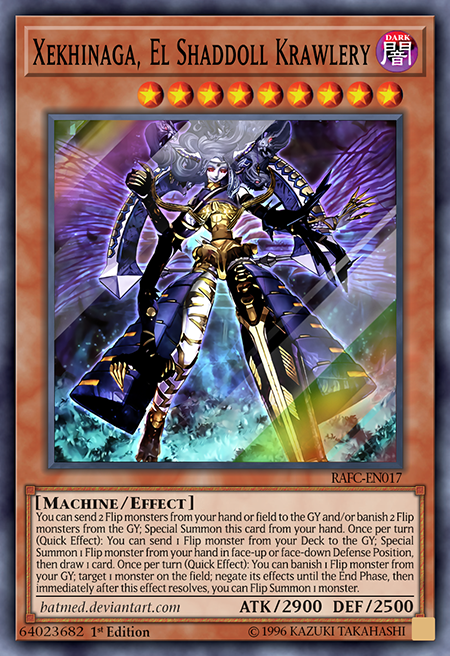 XEKHINAGA, EL SHADDOLL KRAWLERY
DARK
闇
RAFC-EN017
[MACHINE/EFFECT]
You can send 2 Flip monsters from your hand or field to the GY and/or banish 2 Flip
monsters from the GY; Special Summon this card from your hand. Once per turn
(Quick Effect): You can send 1 Flip monster from your Deck to the GY; Special
Summon 1 Flip monster from your hand in face-up or face-down Defense Position,
then draw 1 card. Once per turn (Quick Effect): You can banish 1 Flip monster from
your GY; target 1 monster on the field; negate its effects until the End Phase, then
immediately after this effect resolves, you can Flip Summon 1 monster.
batmed.deviantart.com ATK/2900 DEF/2500
64023682 1st Edition © 1996 KAZUKI TAKAHASHI